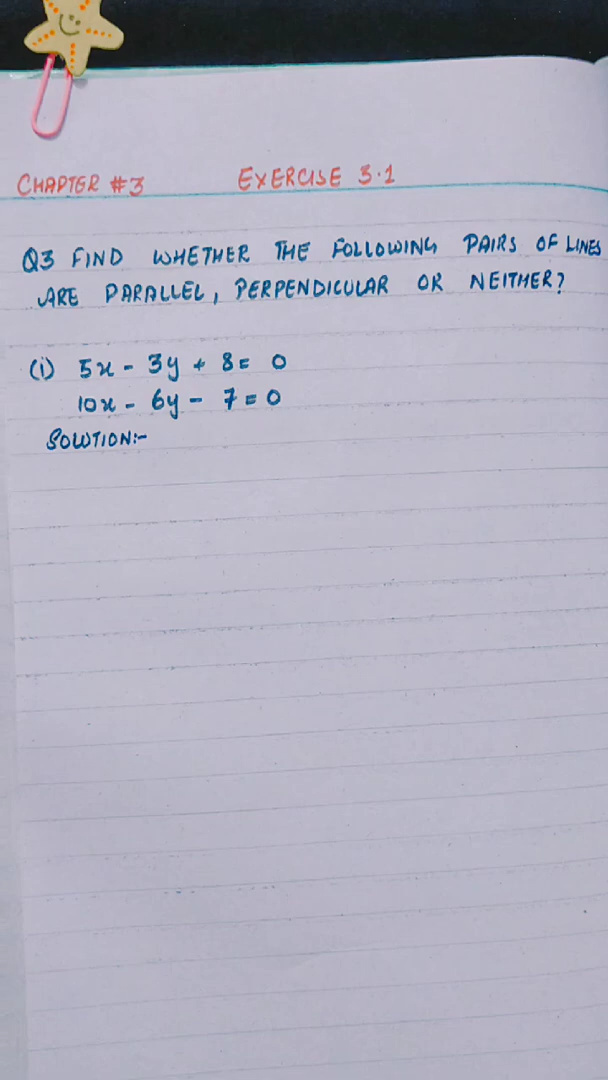 CHAPTER #3 EXERCISE 3.1
Q3 FIND WHETHER THE FOLLOWING PAIRS OF LINES
ARE PARALLEL, PERPENDICULAR OR NEITHER?
(i) 5x - 3y + 8 = 0
10x - 6y - 7 = 0
SOLUTION:-